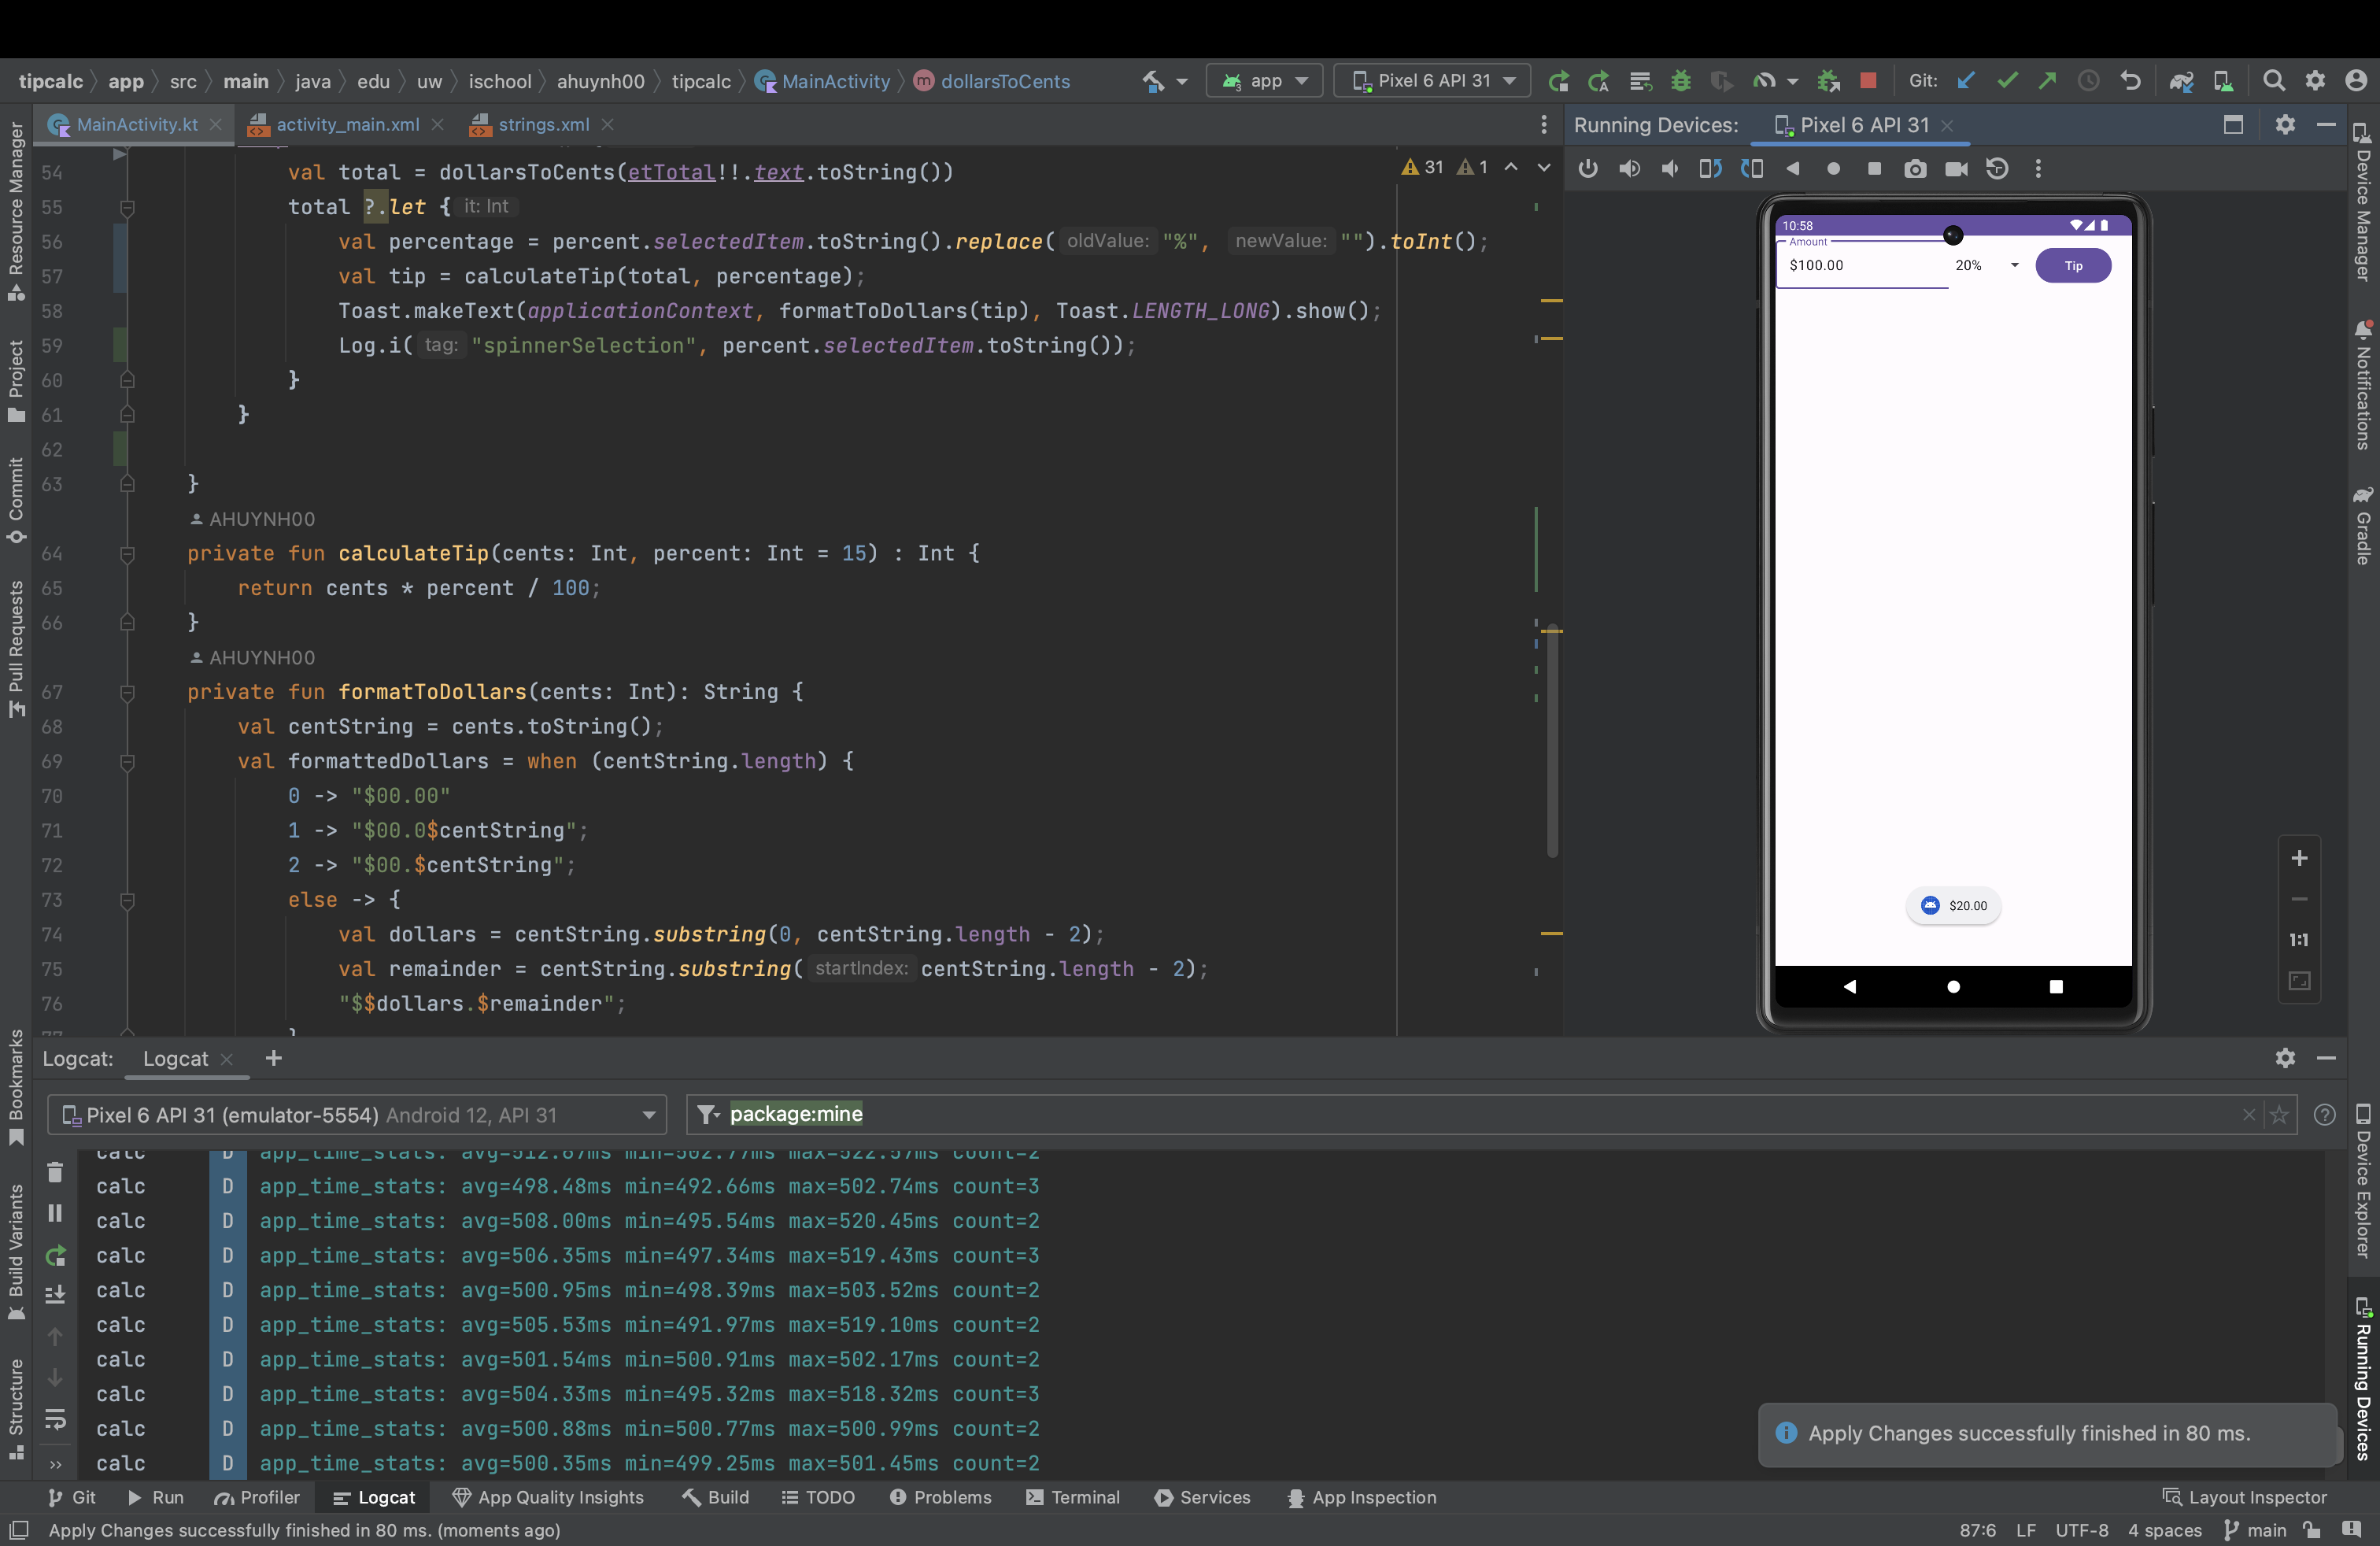 tipcalc app src main java edu uw ischool ahuynh00 tipcalc MainActivity m dollarsToCents app Pixel 6 API 31 Git:
MainActivity.kt activity_main.xml strings.xml
Running Devices: Pixel 6 API 31
Resource Manager
Project
Commit
Pull Requests
Bookmarks
Build Variants
Structure
31 1
54 val total = dollarsToCents(etTotal!!.text.toString())
55 total ?.let { it: Int
56 val percentage = percent.selectedItem.toString().replace( oldValue: "%", newValue: "").toInt();
57 val tip = calculateTip(total, percentage);
58 Toast.makeText(applicationContext, formatToDollars(tip), Toast.LENGTH_LONG).show();
59 Log.i( tag: "spinnerSelection", percent.selectedItem.toString());
60 }
61 }
62
63 }
AHUYNH00
64 private fun calculateTip(cents: Int, percent: Int = 15) : Int {
65 return cents * percent / 100;
66 }
AHUYNH00
67 private fun formatToDollars(cents: Int): String {
68 val centString = cents.toString();
69 val formattedDollars = when (centString.length) {
70 0 -> "$00.00"
71 1 -> "$00.0$centString";
72 2 -> "$00.$centString";
73 else -> {
74 val dollars = centString.substring(0, centString.length - 2);
75 val remainder = centString.substring( startIndex: centString.length - 2);
76 "$$dollars.$remainder";
10:58
Amount
$100.00 20% Tip
$20.00
1:1
Device Manager
Notifications
Gradle
Device Explorer
Running Devices
Logcat: Logcat
Pixel 6 API 31 (emulator-5554) Android 12, API 31 package:mine
calc D app_time_stats: avg=512.67ms min=502.77ms max=522.57ms count=2
calc D app_time_stats: avg=498.48ms min=492.66ms max=502.74ms count=3
calc D app_time_stats: avg=508.00ms min=495.54ms max=520.45ms count=2
calc D app_time_stats: avg=506.35ms min=497.34ms max=519.43ms count=3
calc D app_time_stats: avg=500.95ms min=498.39ms max=503.52ms count=2
calc D app_time_stats: avg=505.53ms min=491.97ms max=519.10ms count=2
calc D app_time_stats: avg=501.54ms min=500.91ms max=502.17ms count=2
calc D app_time_stats: avg=504.33ms min=495.32ms max=518.32ms count=3
calc D app_time_stats: avg=500.88ms min=500.77ms max=500.99ms count=2
calc D app_time_stats: avg=500.35ms min=499.25ms max=501.45ms count=2
Apply Changes successfully finished in 80 ms.
Git Run Profiler Logcat App Quality Insights Build TODO Problems Terminal Services App Inspection Layout Inspector
Apply Changes successfully finished in 80 ms. (moments ago) 87:6 LF UTF-8 4 spaces main